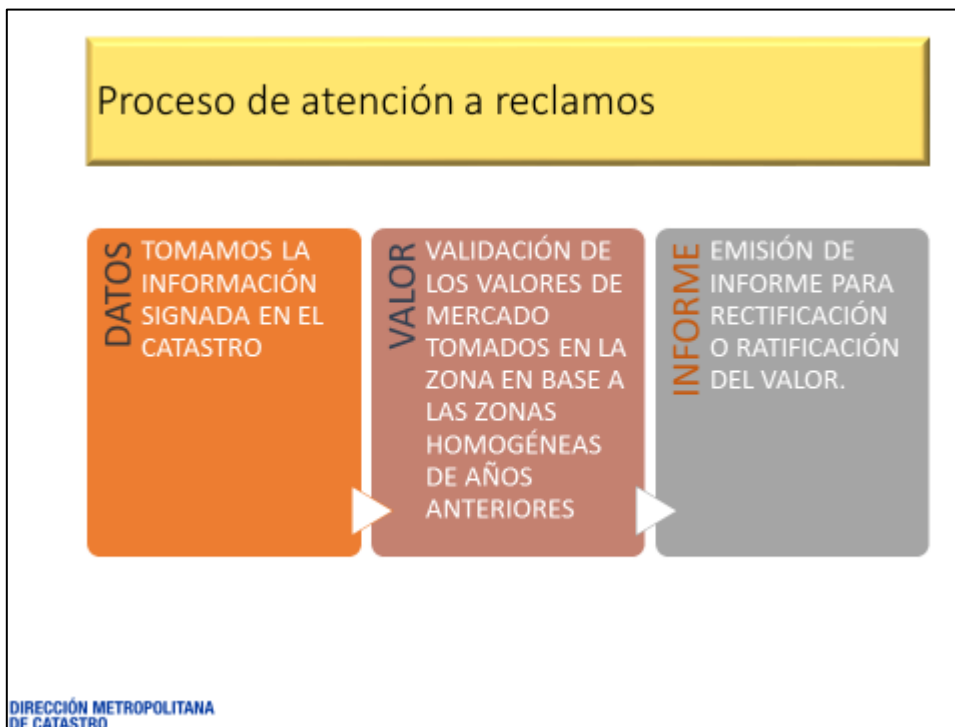 Proceso de atención a reclamos
DATOS
TOMAMOS LA
INFORMACIÓN
SIGNADA EN EL
CATASTRO
VALOR
VALIDACIÓN DE
LOS VALORES DE
MERCADO
TOMADOS EN LA
ZONA EN BASE A
LAS ZONAS
HOMOGÉNEAS
DE AÑOS
ANTERIORES
INFORME
EMISIÓN DE
INFORME PARA
RECTIFICACIÓN
O RATIFICACIÓN
DEL VALOR.
DIRECCIÓN METROPOLITANA
DE CATASTRO